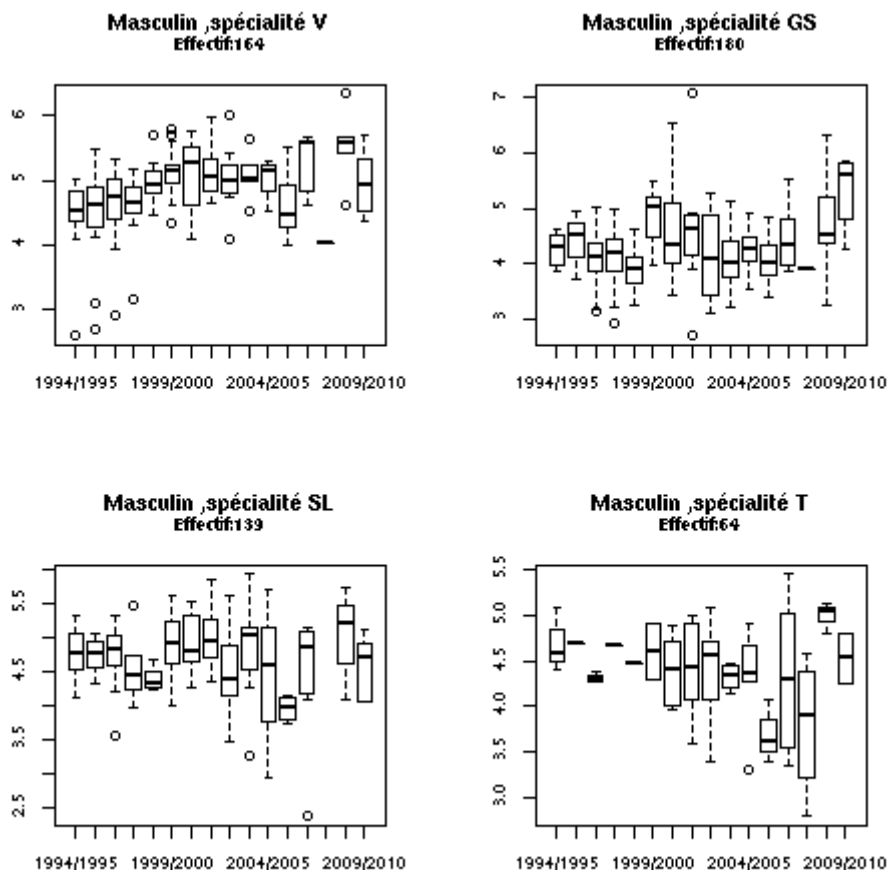 Masculin ,spécialité V
Effectif:164
6
5
4
3
1994/1995 1999/2000 2004/2005 2009/2010
Masculin ,spécialité GS
Effectif:180
7
6
5
4
3
1994/1995 1999/2000 2004/2005 2009/2010
Masculin ,spécialité SL
Effectif:139
5.5
4.5
3.5
2.5
1994/1995 1999/2000 2004/2005 2009/2010
Masculin ,spécialité T
Effectif:64
5.5
5.0
4.5
4.0
3.5
3.0
1994/1995 1999/2000 2004/2005 2009/2010